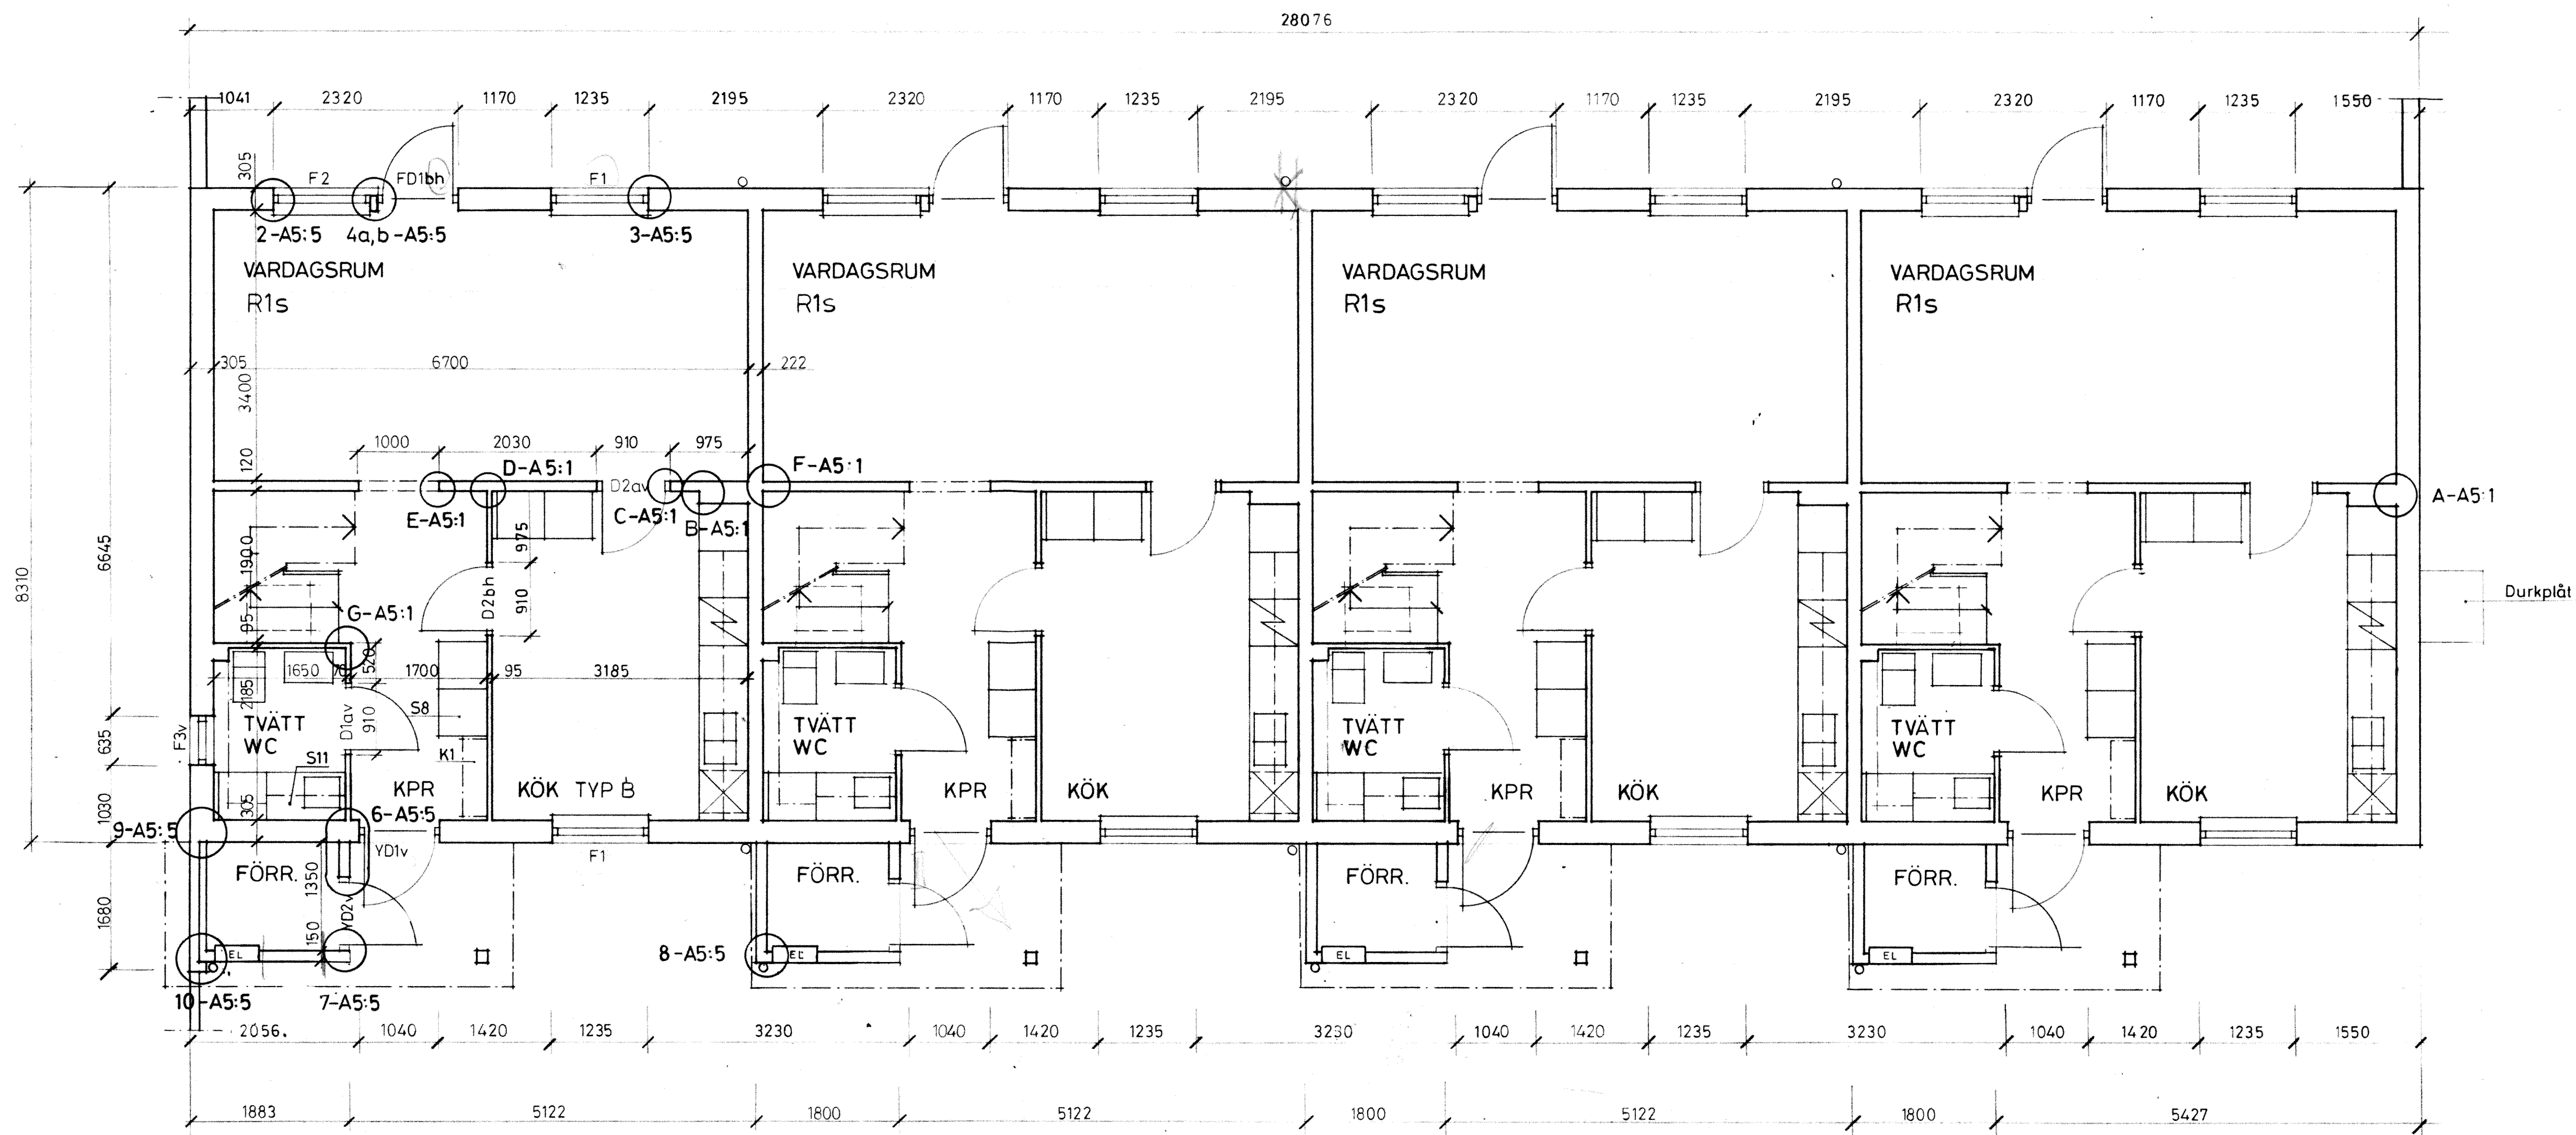 28076
1041 2320 1170 1235 2195 2320 1170 1235 2195 2320 1170 1235 2195 2320 1170 1235 1550
305
F2 FD1bh F1
2-A5:5 4a,b-A5:5 3-A5:5
VARDAGSRUM VARDAGSRUM VARDAGSRUM VARDAGSRUM
R1s R1s R1s R1s
305 6700 222
3400
1000 2030 910 975
120
D-A5:1 F-A5:1
D2av
E-A5:1 C-A5:1 B-A5:1 A-A5:1
8310
6645
1900
975
D2bh
910
Durkplåt
95
G-A5:1
520
1650 70 1700 95 3185
2185
F3v
635
D1av
910
S8
TVÄTT TVÄTT TVÄTT TVÄTT
WC WC WC WC
S11
K1
KPR KÖK TYP B KPR KÖK KPR KÖK KPR KÖK
1030
305
9-A5:5 6-A5:5
YD1v F1
FÖRR. FÖRR. FÖRR. FÖRR.
1350
1680
YD2v
150
EL EL EL EL
8-A5:5
10-A5:5 7-A5:5
2056. 1040 1420 1235 3230 1040 1420 1235 3230 1040 1420 1235 3230 1040 1420 1235 1550
1883 5122 1800 5122 1800 5122 1800 5427